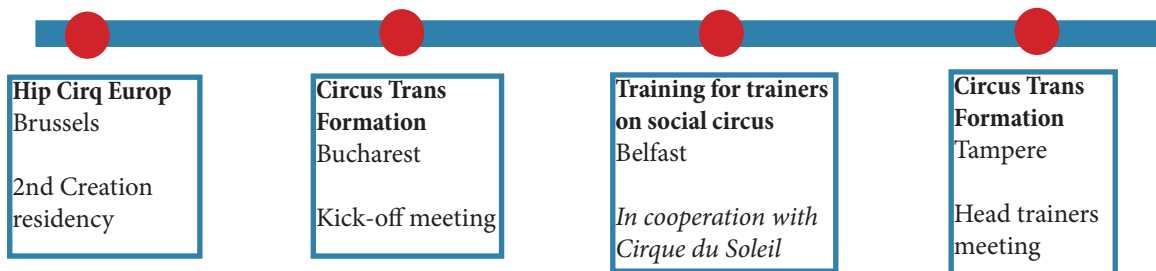 Hip Cirq Europ
Brussels
2nd Creation
residency
Circus Trans
Formation
Bucharest
Kick-off meeting
Training for trainers
on social circus
Belfast
In cooperation with
Cirque du Soleil
Circus Trans
Formation
Tampere
Head trainers
meeting